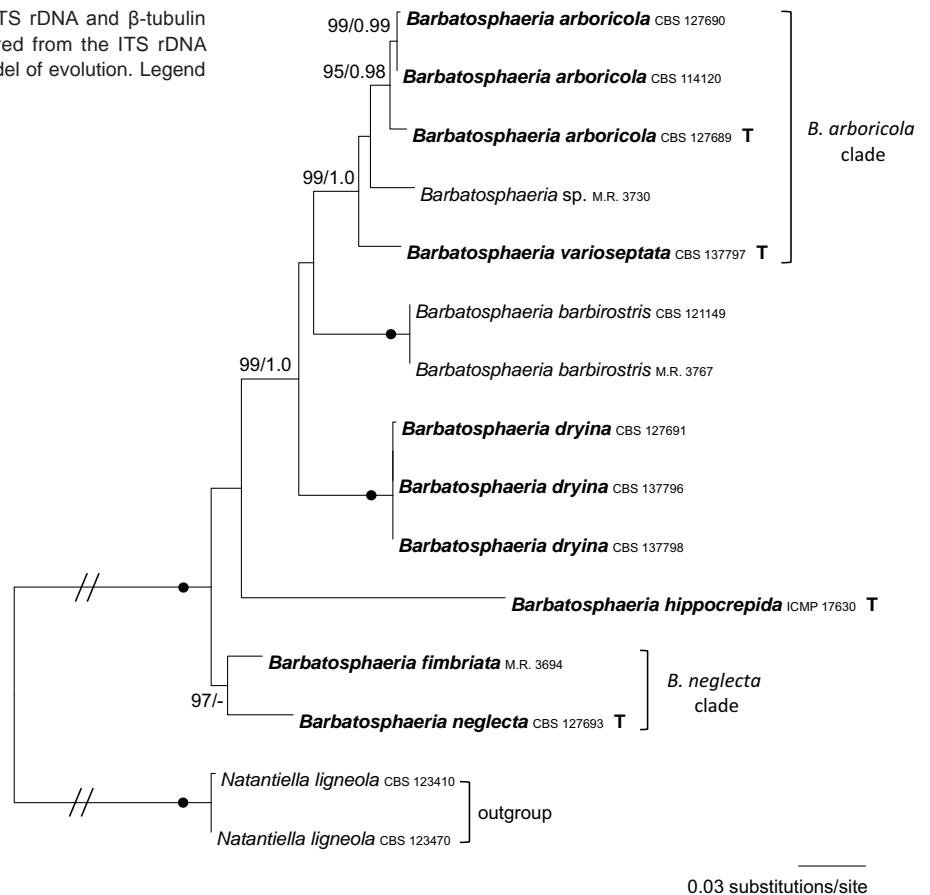 TS rDNA and β-tubulin
ed from the ITS rDNA
del of evolution. Legend
99/0.99
Barbatosphaeria arboricola CBS 127690
95/0.98
Barbatosphaeria arboricola CBS 114120
Barbatosphaeria arboricola CBS 127689 T
B. arboricola
clade
99/1.0
Barbatosphaeria sp. M.R. 3730
Barbatosphaeria varioseptata CBS 137797 T
Barbatosphaeria barbirostris CBS 121149
99/1.0
Barbatosphaeria barbirostris M.R. 3767
Barbatosphaeria dryina CBS 127691
Barbatosphaeria dryina CBS 137796
Barbatosphaeria dryina CBS 137798
Barbatosphaeria hippocrepida ICMP 17630 T
Barbatosphaeria fimbriata M.R. 3694
B. neglecta
clade
97/-
Barbatosphaeria neglecta CBS 127693 T
Natantiella ligneola CBS 123410
outgroup
Natantiella ligneola CBS 123470
0.03 substitutions/site